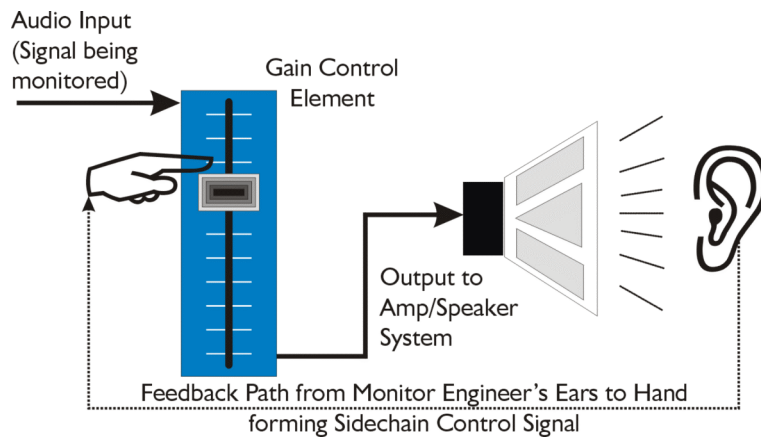 Audio Input
(Signal being
monitored)
Gain Control
Element
Output to
Amp/Speaker
System
Feedback Path from Monitor Engineer's Ears to Hand
forming Sidechain Control Signal